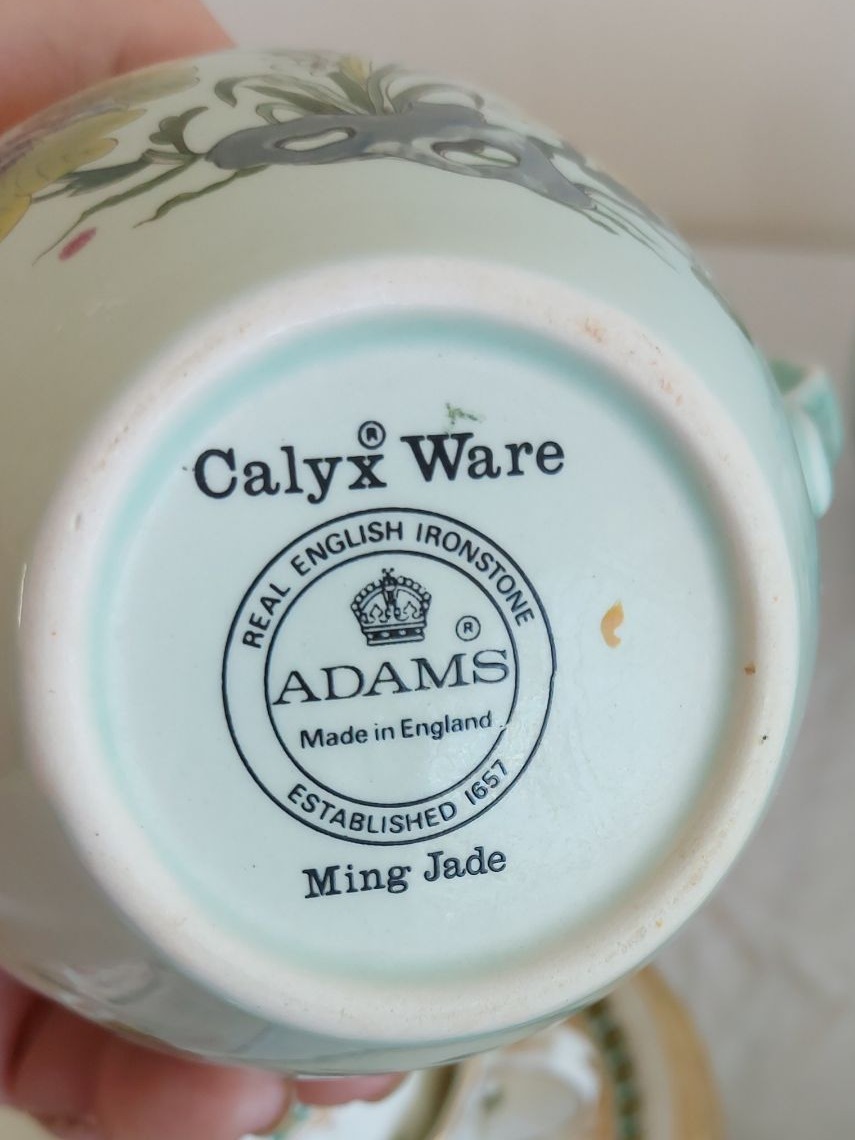 Calyx® Ware
REAL ENGLISH IRONSTONE
®
ADAMS
Made in England
ESTABLISHED 1657
Ming Jade